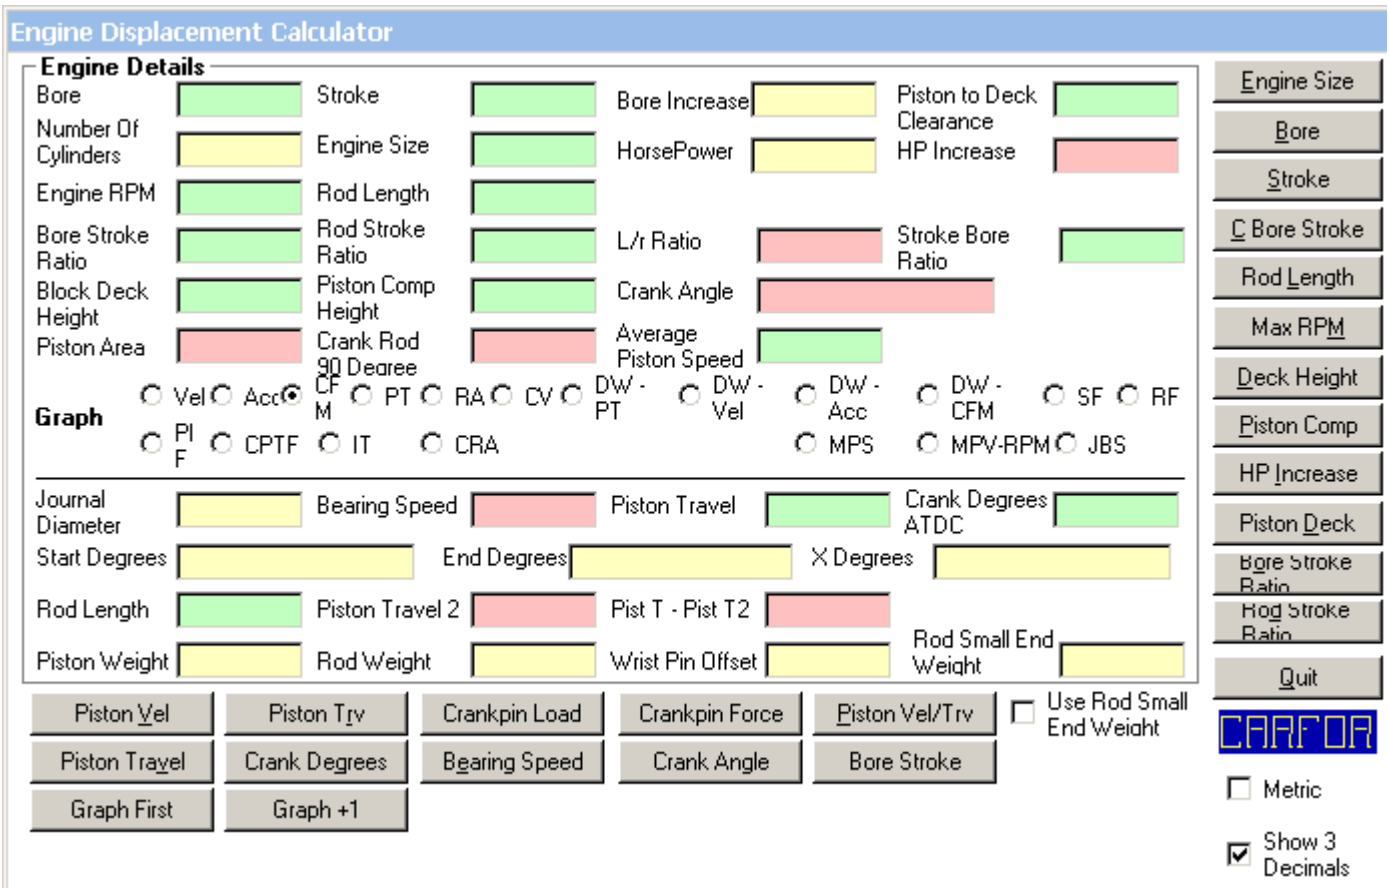 Engine Displacement Calculator
Engine Details
Bore
Stroke
Bore Increase
Piston to Deck
Clearance
Number Of
Cylinders
Engine Size
HorsePower
HP Increase
Engine RPM
Rod Length
Bore Stroke
Ratio
Rod Stroke
Ratio
L/r Ratio
Stroke Bore
Ratio
Block Deck
Height
Piston Comp
Height
Crank Angle
Piston Area
Crank Rod
90 Degree
Average
Piston Speed
Graph
Vel
Acc
CF
M
PT
RA
CV
DW -
PT
DW -
Vel
DW -
Acc
DW -
CFM
SF
RF
PI
F
CPTF
IT
CRA
MPS
MPV-RPM
JBS
Journal
Diameter
Bearing Speed
Piston Travel
Crank Degrees
ATDC
Start Degrees
End Degrees
X Degrees
Rod Length
Piston Travel 2
Pist T - Pist T2
Piston Weight
Rod Weight
Wrist Pin Offset
Rod Small End
Weight
Piston Vel
Piston Trv
Crankpin Load
Crankpin Force
Piston Vel/Trv
Use Rod Small
End Weight
Piston Travel
Crank Degrees
Bearing Speed
Crank Angle
Bore Stroke
Graph First
Graph +1
Engine Size
Bore
Stroke
C Bore Stroke
Rod Length
Max RPM
Deck Height
Piston Comp
HP Increase
Piston Deck
Bore Stroke
Ratio
Rod Stroke
Ratio
Quit
CARFOR
Metric
Show 3
Decimals